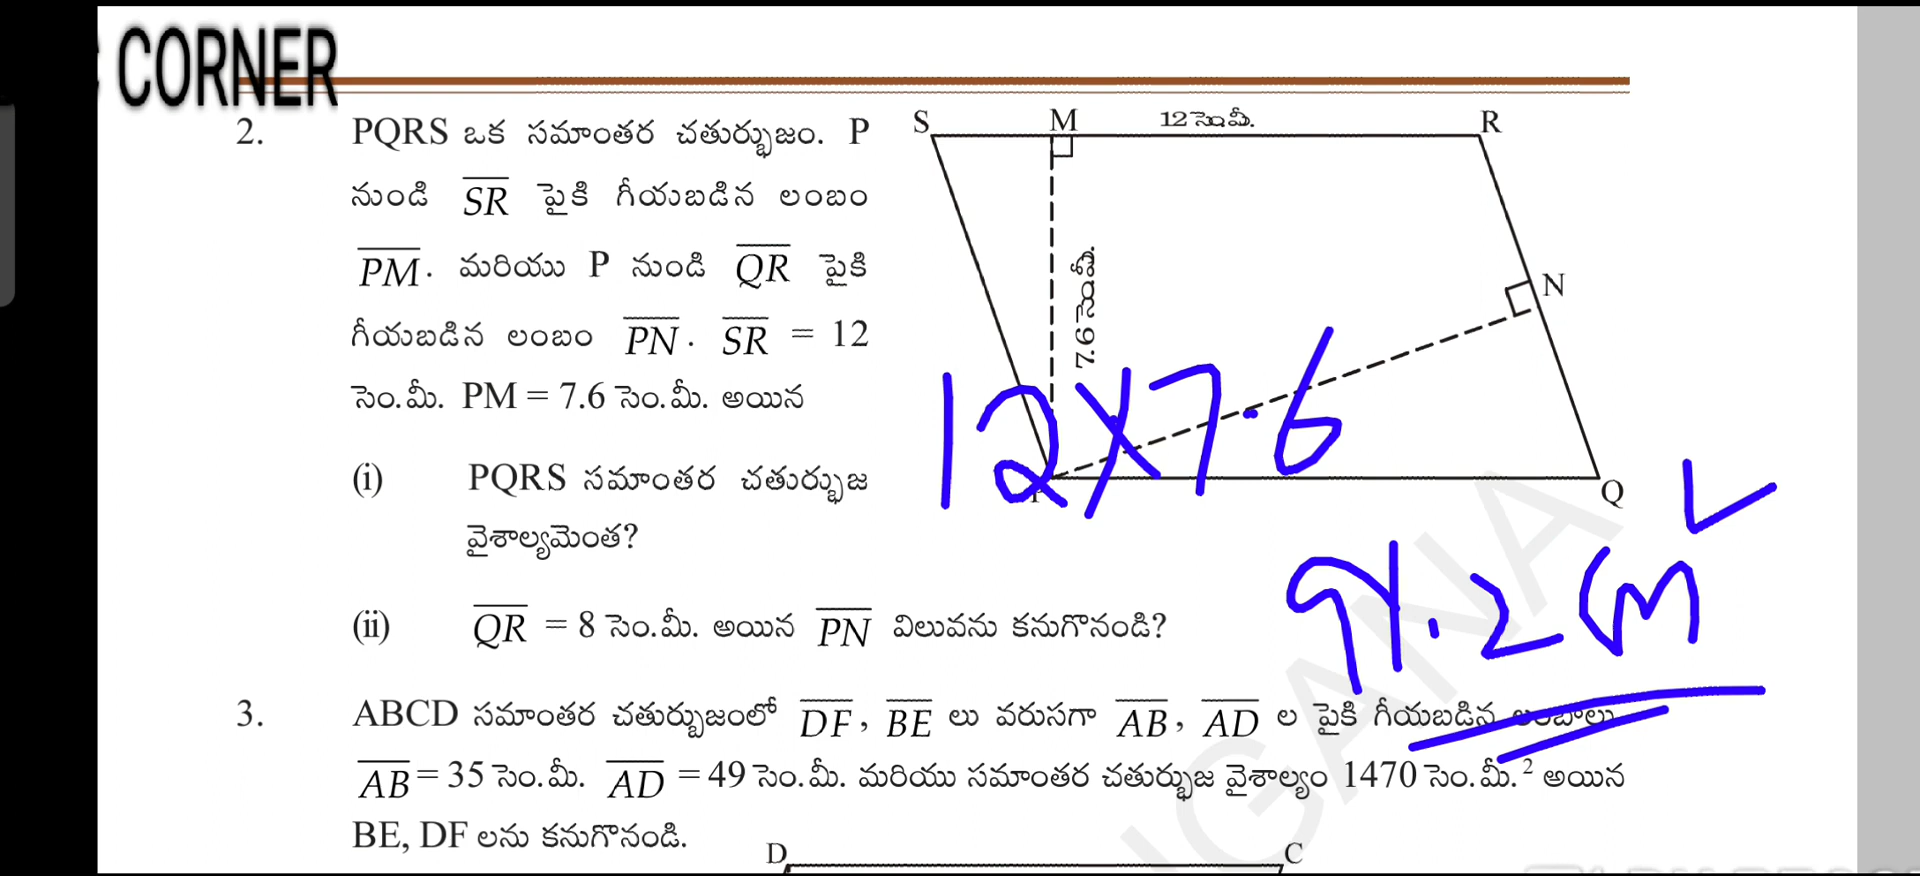 CORNER
2. PQRS ఒక సమాంతర చతుర్భుజం. P
నుండి SR పైకి గీయబడిన లంబం
PM. మరియు P నుండి QR పైకి
గీయబడిన లంబం PN. SR = 12
సెం.మీ. PM = 7.6 సెం.మీ. అయిన
(i) PQRS సమాంతర చతుర్భుజ
వైశాల్యమెంత?
(ii) QR = 8 సెం.మీ. అయిన PN విలువను కనుగొనండి?
S M 12 సెం.మీ. R
7.6 సెం.మీ.
N
Q
12×7.6
91.2 cm²
3. ABCD సమాంతర చతుర్భుజంలో DF, BE లు వరుసగా AB, AD ల పైకి గీయబడిన లంబాలు
AB = 35 సెం.మీ. AD = 49 సెం.మీ. మరియు సమాంతర చతుర్భుజ వైశాల్యం 1470 సెం.మీ.² అయిన
BE, DF లను కనుగొనండి.
D C